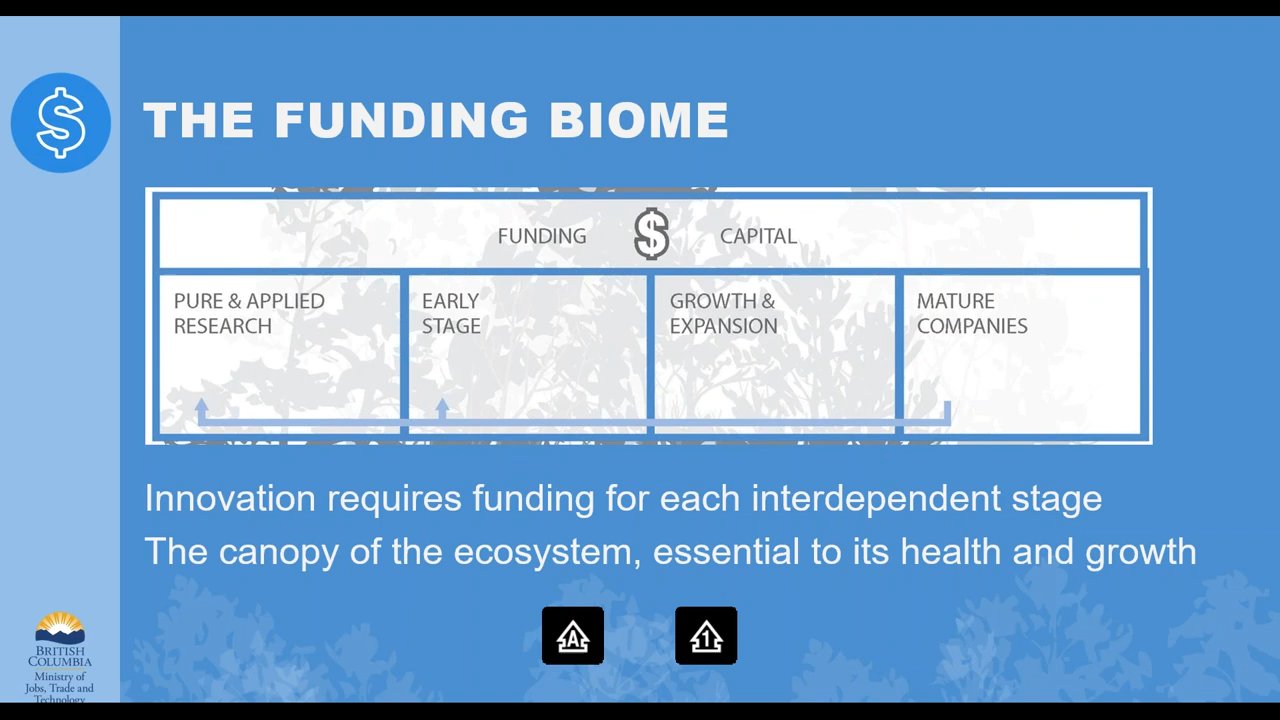 THE FUNDING BIOME
FUNDING $ CAPITAL
PURE & APPLIED
RESEARCH
EARLY
STAGE
GROWTH &
EXPANSION
MATURE
COMPANIES
Innovation requires funding for each interdependent stage
The canopy of the ecosystem, essential to its health and growth
A
1
$
BRITISH
COLUMBIA
Ministry of
Jobs, Trade and
Technology